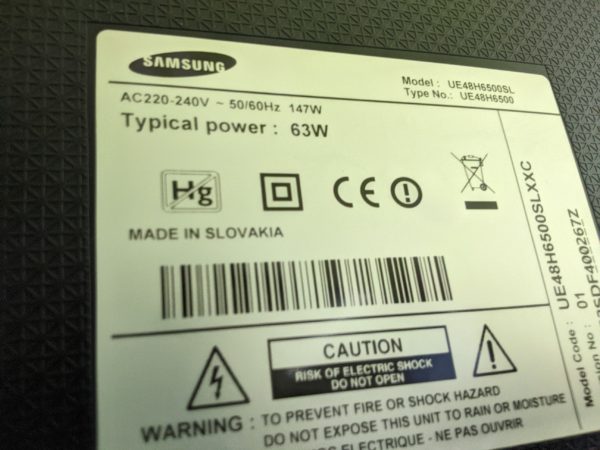 SAMSUNG
Model : UE48H6500SL
Type No.: UE48H6500
AC220-240V ~ 50/60Hz 147W
Typical power : 63W
Hg
CE
MADE IN SLOVAKIA
CAUTION
RISK OF ELECTRIC SHOCK
DO NOT OPEN
WARNING : TO PREVENT FIRE OR SHOCK HAZARD
DO NOT EXPOSE THIS UNIT TO RAIN OR MOISTURE
ELECTRIQUE - NE PAS OUVRIR
Model Code : UE48H6500SLXXC
01
No :